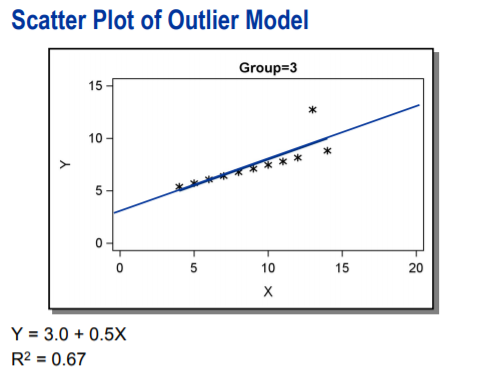 Scatter Plot of Outlier Model
Group=3
15
10
5
0
Y
0 5 10 15 20
X
Y = 3.0 + 0.5X
R² = 0.67